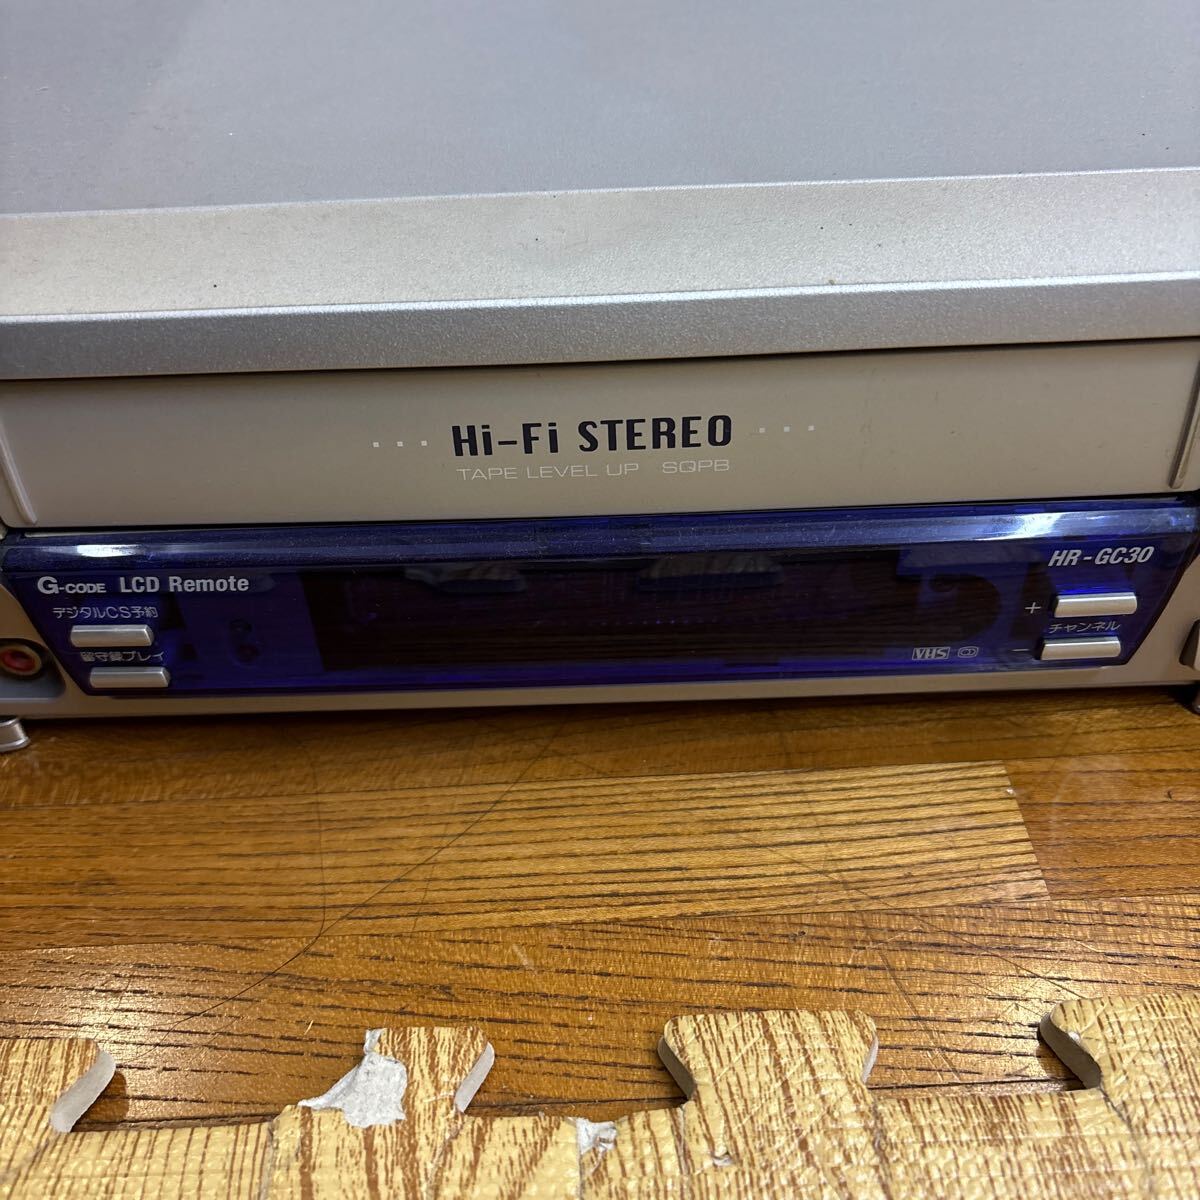 Hi-Fi STEREO
TAPE LEVEL UP SQPB
G-CODE LCD Remote
HR-GC30
デジタルCS予約
留守録プレイ
+
チャンネル
-
VHS